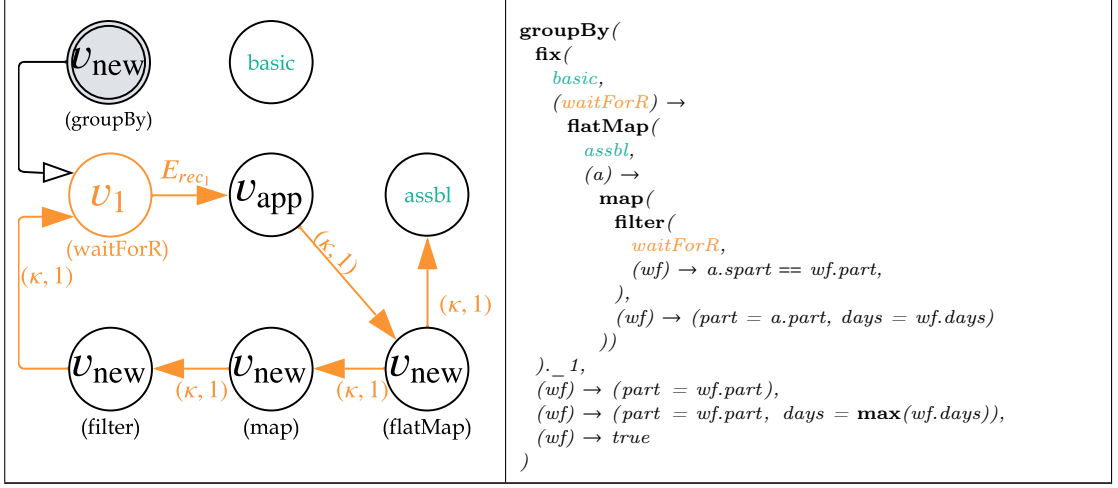 v_new
basic
(groupBy)
E_rec_1
v_1
v_app
assbl
(waitForR)
(κ, 1)
(κ, 1)
(κ, 1)
v_new
v_new
v_new
(κ, 1)
(κ, 1)
(filter)
(map)
(flatMap)
groupBy(
fix(
basic,
(waitForR) →
flatMap(
assbl,
(a) →
map(
filter(
waitForR,
(wf) → a.spart == wf.part,
),
(wf) → (part = a.part, days = wf.days)
))
)._1,
(wf) → (part = wf.part),
(wf) → (part = wf.part, days = max(wf.days)),
(wf) → true
)